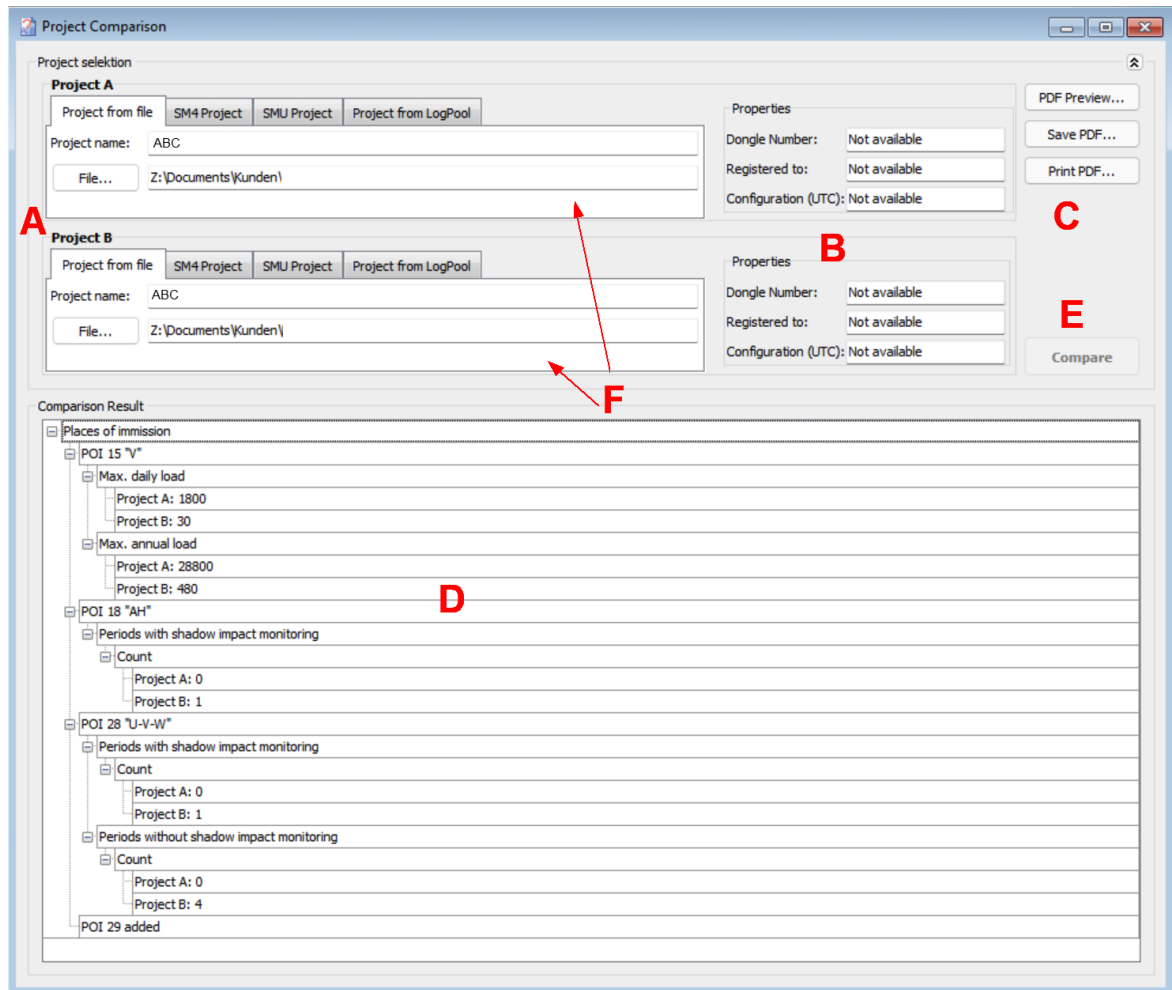 Project Comparison
Project selektion
Project A
Project from file SM4 Project SMU Project Project from LogPool
Project name: ABC
File... Z:\Documents\Kunden\
Properties
Dongle Number: Not available
Registered to: Not available
Configuration (UTC): Not available
PDF Preview...
Save PDF...
Print PDF...
A
B
C
Project B
Project from file SM4 Project SMU Project Project from LogPool
Project name: ABC
File... Z:\Documents\Kunden\
Properties
Dongle Number: Not available
Registered to: Not available
Configuration (UTC): Not available
E
Compare
F
Comparison Result
Places of immission
POI 15 "V"
Max. daily load
Project A: 1800
Project B: 30
Max. annual load
Project A: 28800
Project B: 480
D
POI 18 "AH"
Periods with shadow impact monitoring
Count
Project A: 0
Project B: 1
POI 28 "U-V-W"
Periods with shadow impact monitoring
Count
Project A: 0
Project B: 1
Periods without shadow impact monitoring
Count
Project A: 0
Project B: 4
POI 29 added